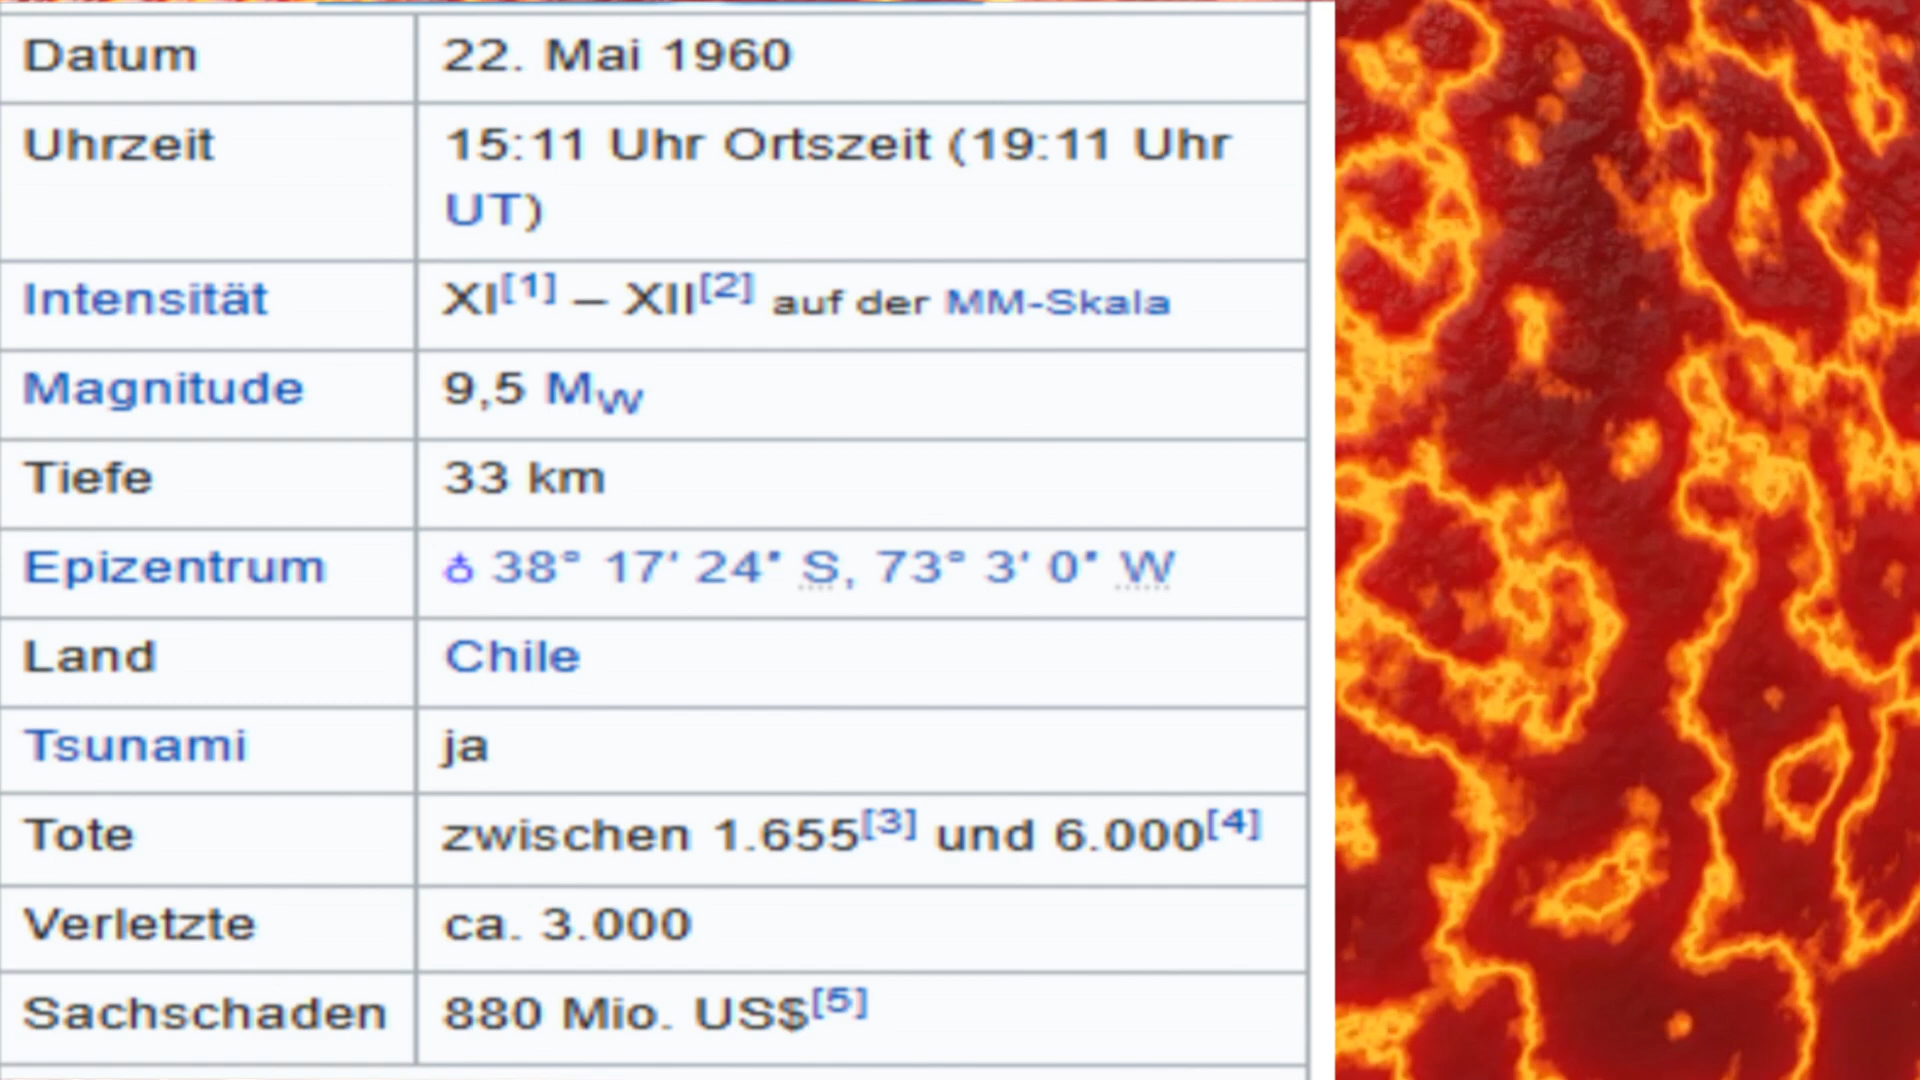 Datum 22. Mai 1960
Uhrzeit 15:11 Uhr Ortszeit (19:11 Uhr
UT)
Intensität XI[1] – XII[2] auf der MM-Skala
Magnitude 9,5 MW
Tiefe 33 km
Epizentrum ♁ 38° 17′ 24″ S, 73° 3′ 0″ W
Land Chile
Tsunami ja
Tote zwischen 1.655[3] und 6.000[4]
Verletzte ca. 3.000
Sachschaden 880 Mio. US$[5]